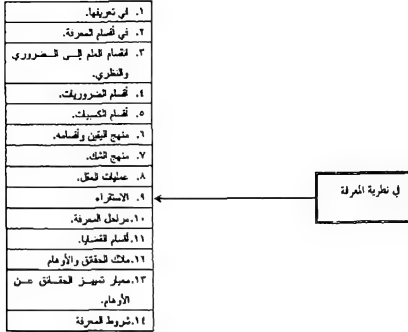 ١. في تعريفها.
٢. في أقسام المعرفة.
٣. انقسام العلم إلى الضروري
والنظري.
٤. أقسام الضروريات.
٥. أقسام الكسبيات.
٦. منهج اليقين وأقسامه.
٧. منهج الشك.
٨. عمليات العقل.
٩. الاستقراء
١٠. مراحل المعرفة.
١١. أقسام القضايا.
١٢. ملاك الحقائق والأوهام
١٣. معيار تمييز الحقائق عن
الأوهام.
١٤. شروط المعرفة
في نظرية المعرفة